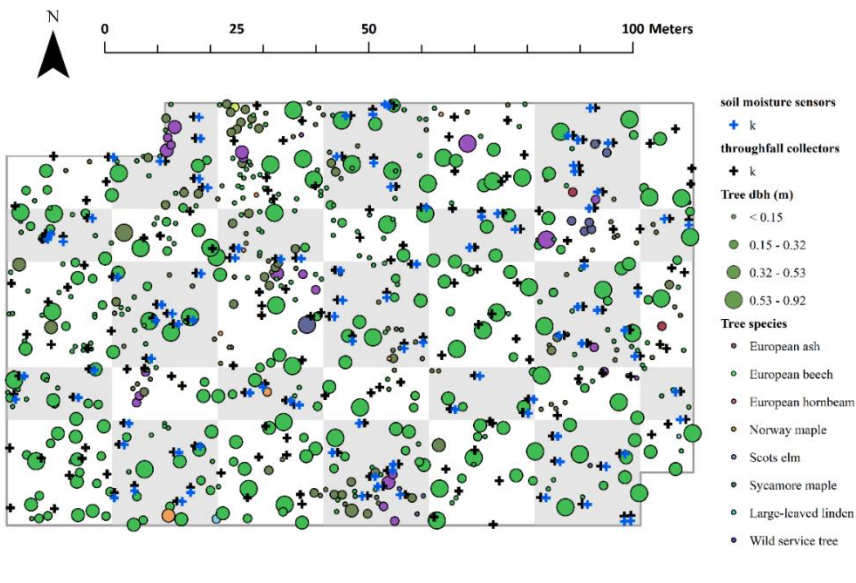 N
0 25 50 100 Meters
soil moisture sensors
k
throughfall collectors
k
Tree dbh (m)
< 0.15
0.15 - 0.32
0.32 - 0.53
0.53 - 0.92
Tree species
European ash
European beech
European hornbeam
Norway maple
Scots elm
Sycamore maple
Large-leaved linden
Wild service tree